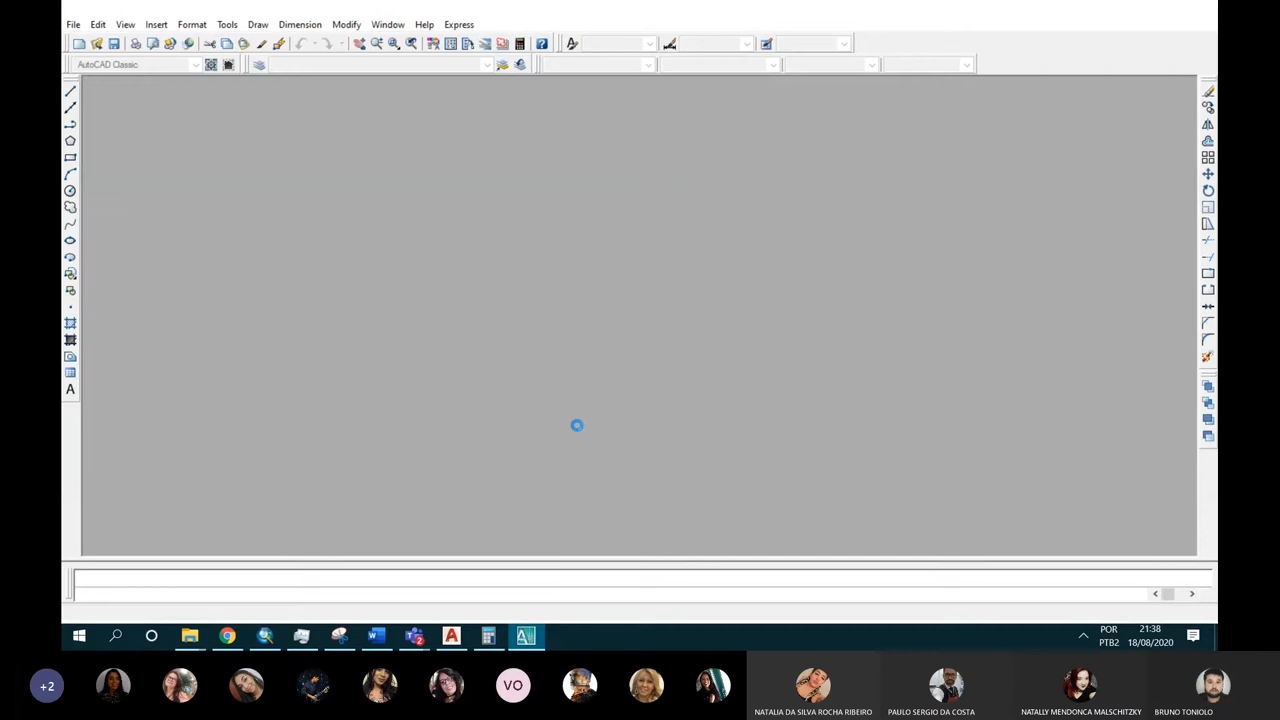 File Edit View Insert Format Tools Draw Dimension Modify Window Help Express
AutoCAD Classic
A
POR
PTB2
21:38
18/08/2020
+2
VO
NATALIA DA SILVA ROCHA RIBEIRO
PAULO SERGIO DA COSTA
NATALLY MENDONCA MALSCHITZKY
BRUNO TONIOLO